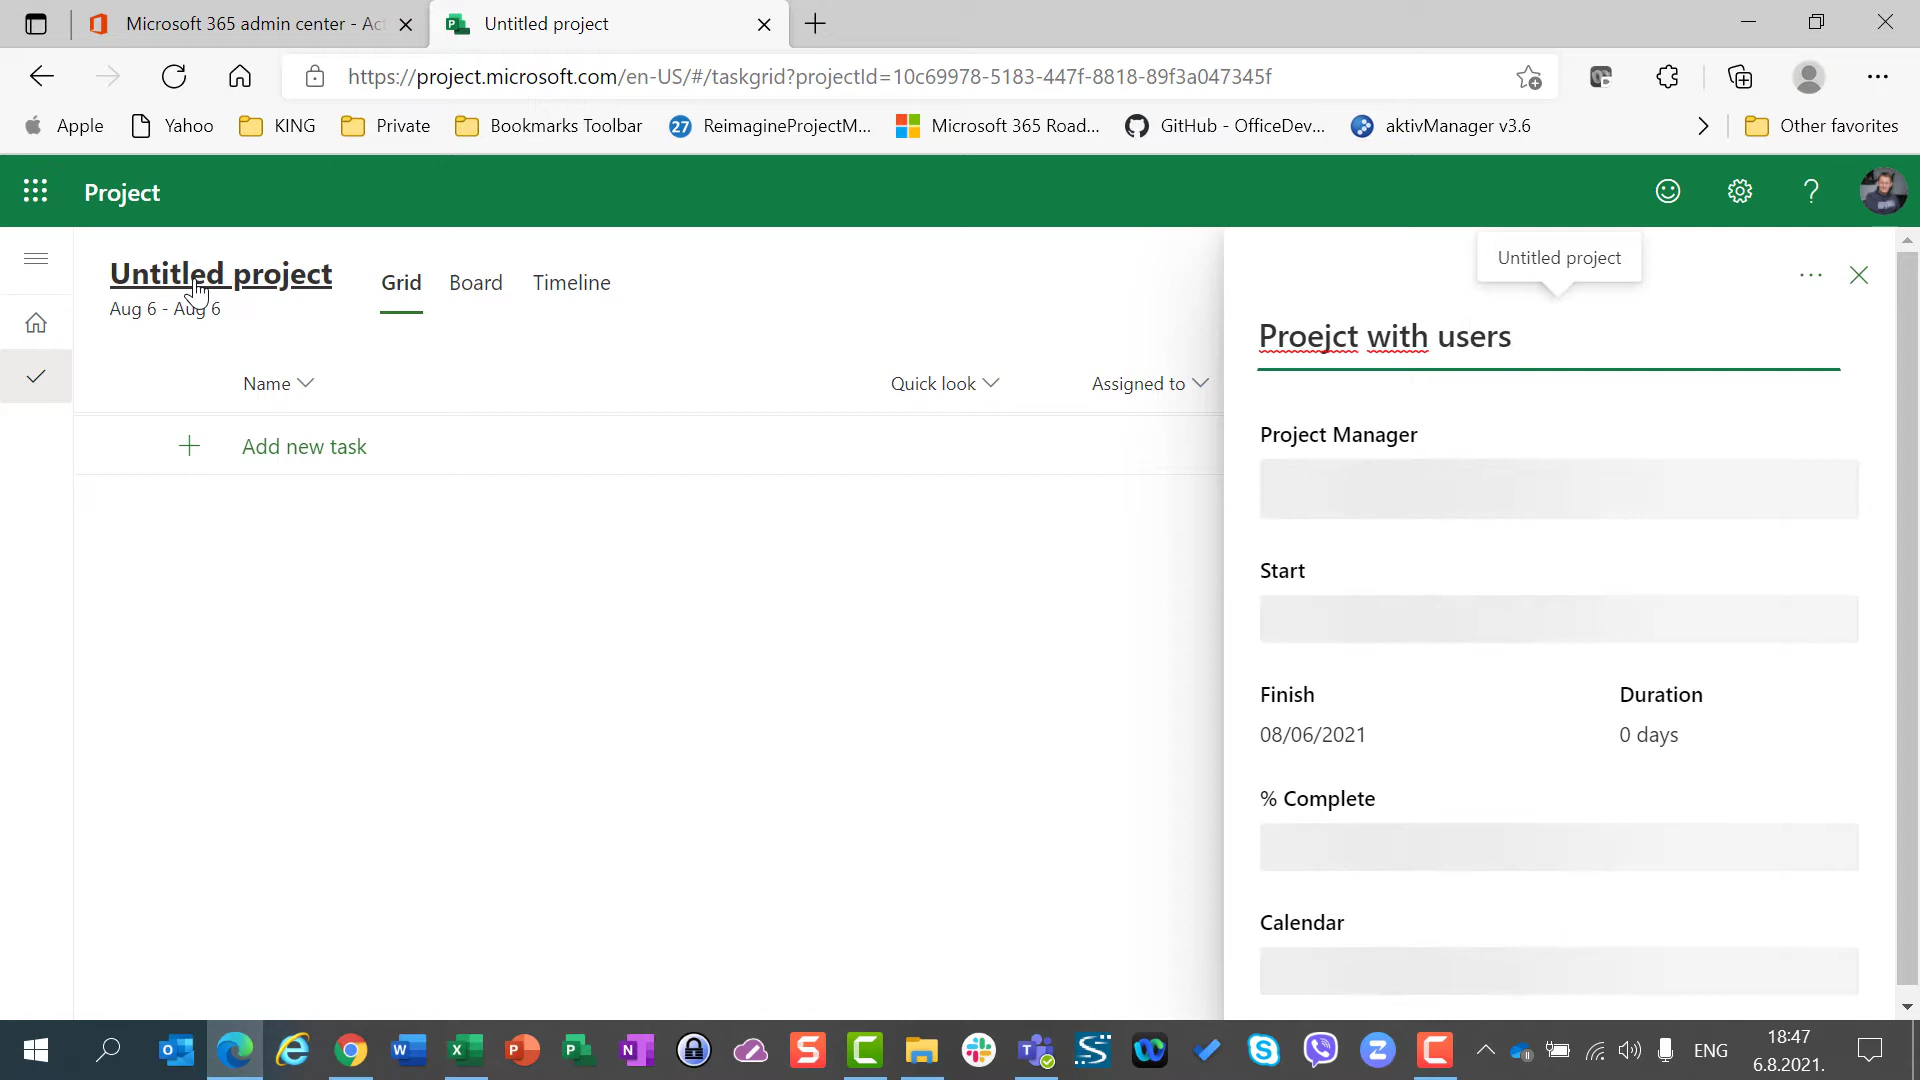 Microsoft 365 admin center - Act
Untitled project
https://project.microsoft.com/en-US/#/taskgrid?projectId=10c69978-5183-447f-8818-89f3a047345f
Apple
Yahoo
KING
Private
Bookmarks Toolbar
27
ReimagineProjectM...
Microsoft 365 Road...
GitHub - OfficeDev...
aktivManager v3.6
Other favorites
Project
Untitled project
Aug 6 - Aug 6
Grid
Board
Timeline
Untitled project
Proejct with users
Name
Quick look
Assigned to
Add new task
Project Manager
Start
Finish
Duration
08/06/2021
0 days
% Complete
Calendar
ENG
18:47
6.8.2021.